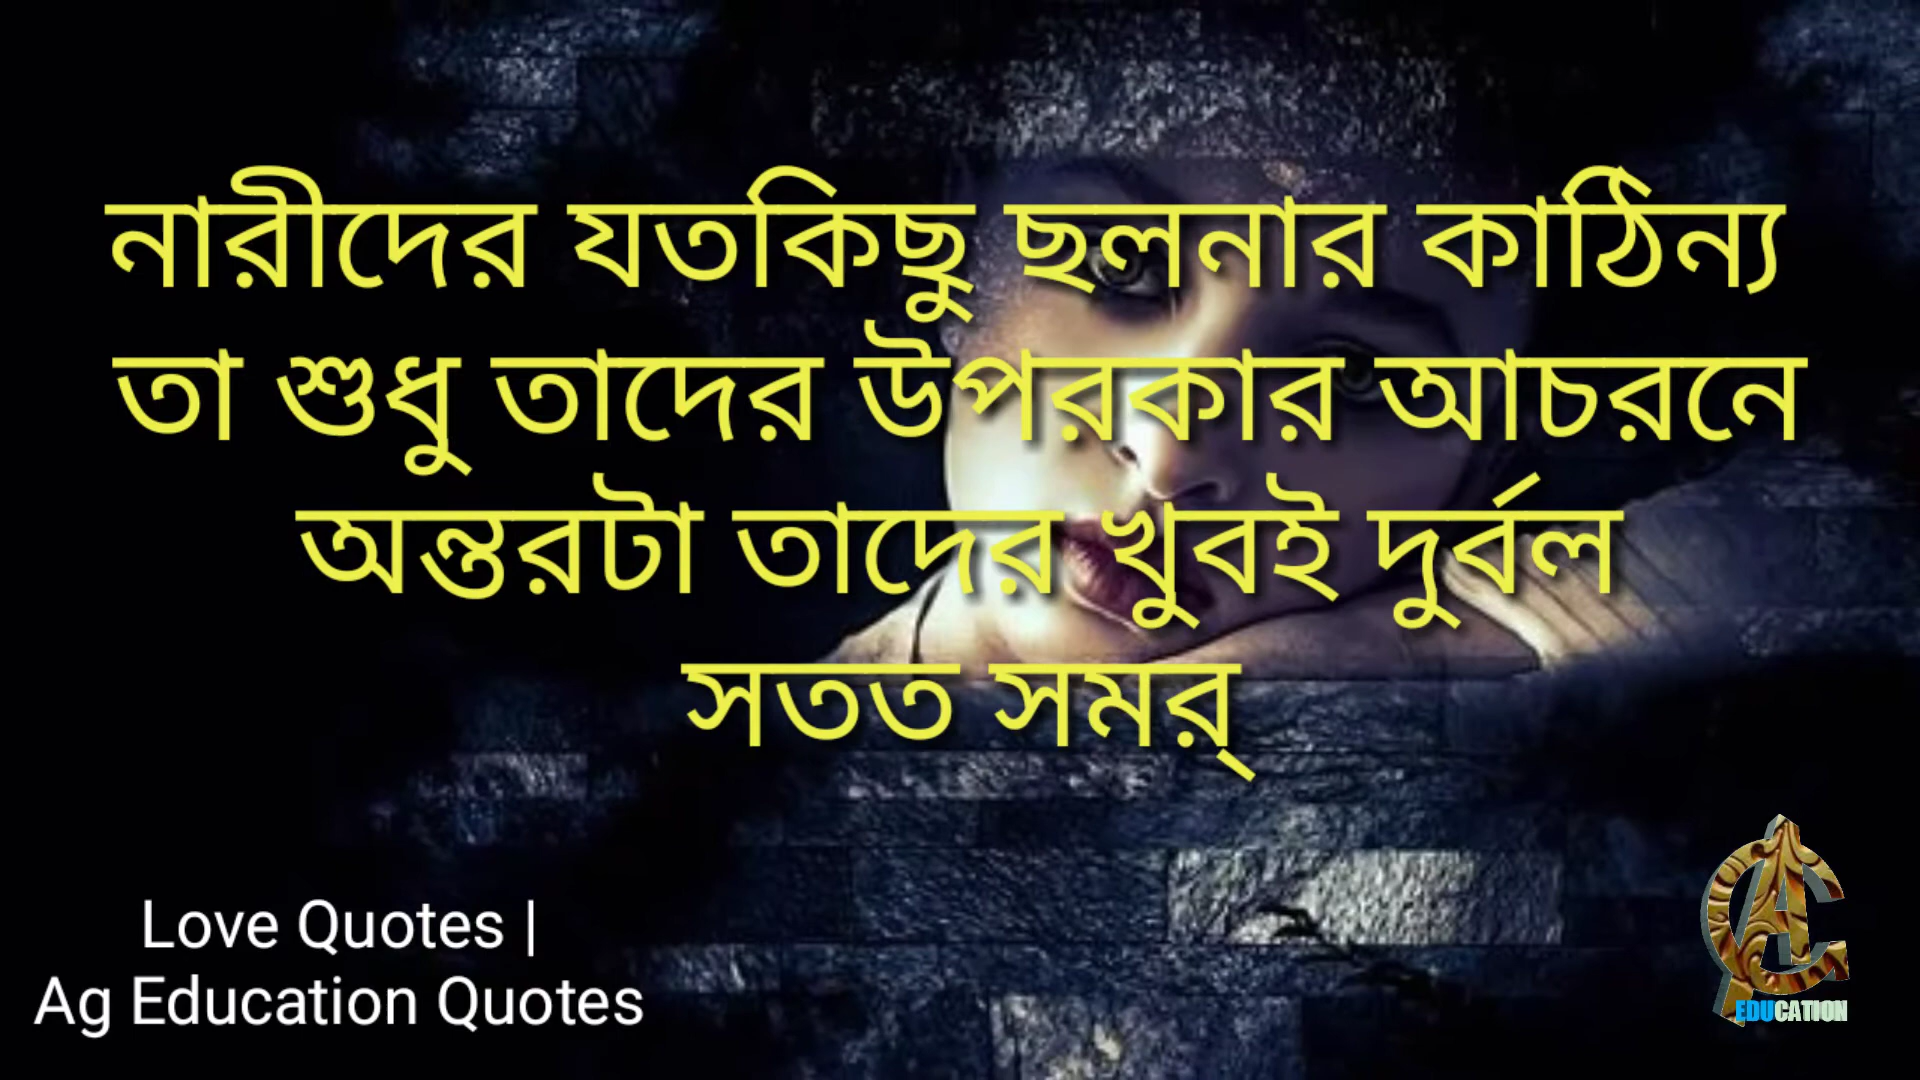 নারীদের যতকিছু ছলনার কাঠিন্য
তা শুধু তাদের উপরকার আচরনে
অন্তরটা তাদের খুবই দুর্বল
সতত সমর্
Love Quotes |
Ag Education Quotes
EDUCATION